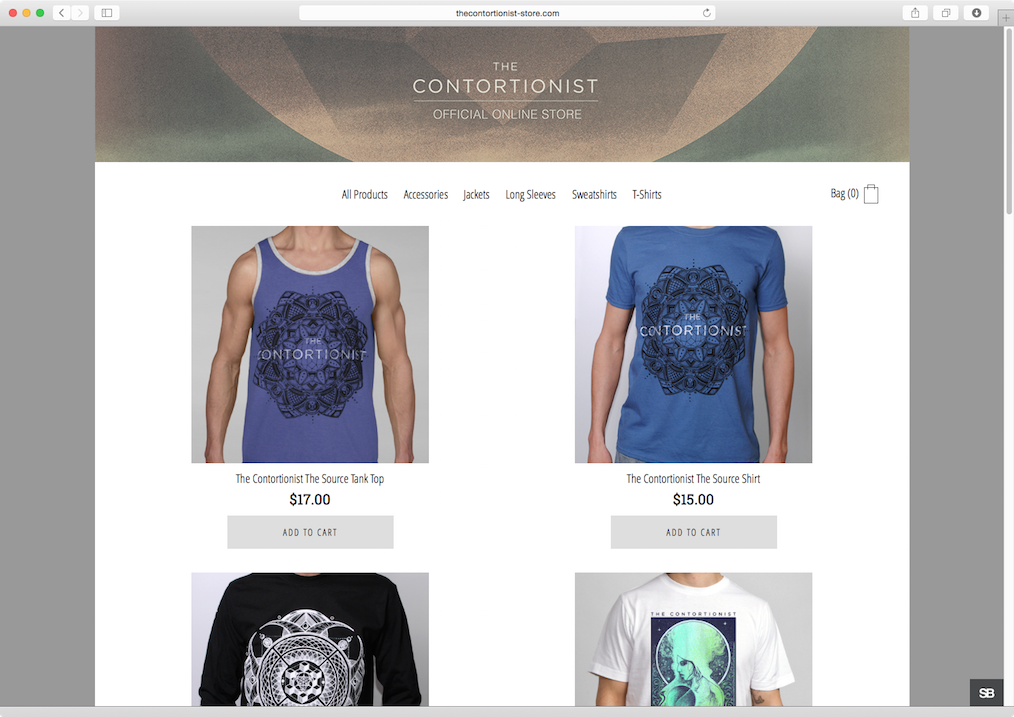 thecontortionist-store.com
THE
CONTORTIONIST
OFFICIAL ONLINE STORE
All Products Accessories Jackets Long Sleeves Sweatshirts T-Shirts Bag (0)
THE
CONTORTIONIST
THE
CONTORTIONIST
The Contortionist The Source Tank Top
$17.00
ADD TO CART
The Contortionist The Source Shirt
$15.00
ADD TO CART
THE CONTORTIONIST
SB